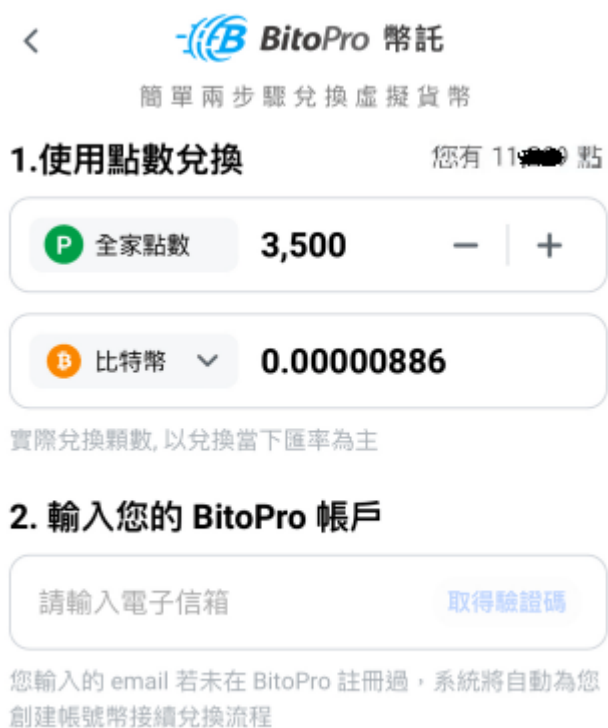 BitoPro 幣託
簡單兩步驟兌換虛擬貨幣
1.使用點數兌換
您有 11 9 點
P 全家點數 3,500 − +
比特幣 0.00000886
實際兌換顆數, 以兌換當下匯率為主
2. 輸入您的 BitoPro 帳戶
請輸入電子信箱 取得驗證碼
您輸入的 email 若未在 BitoPro 註冊過，系統將自動為您
創建帳號幣接續兌換流程